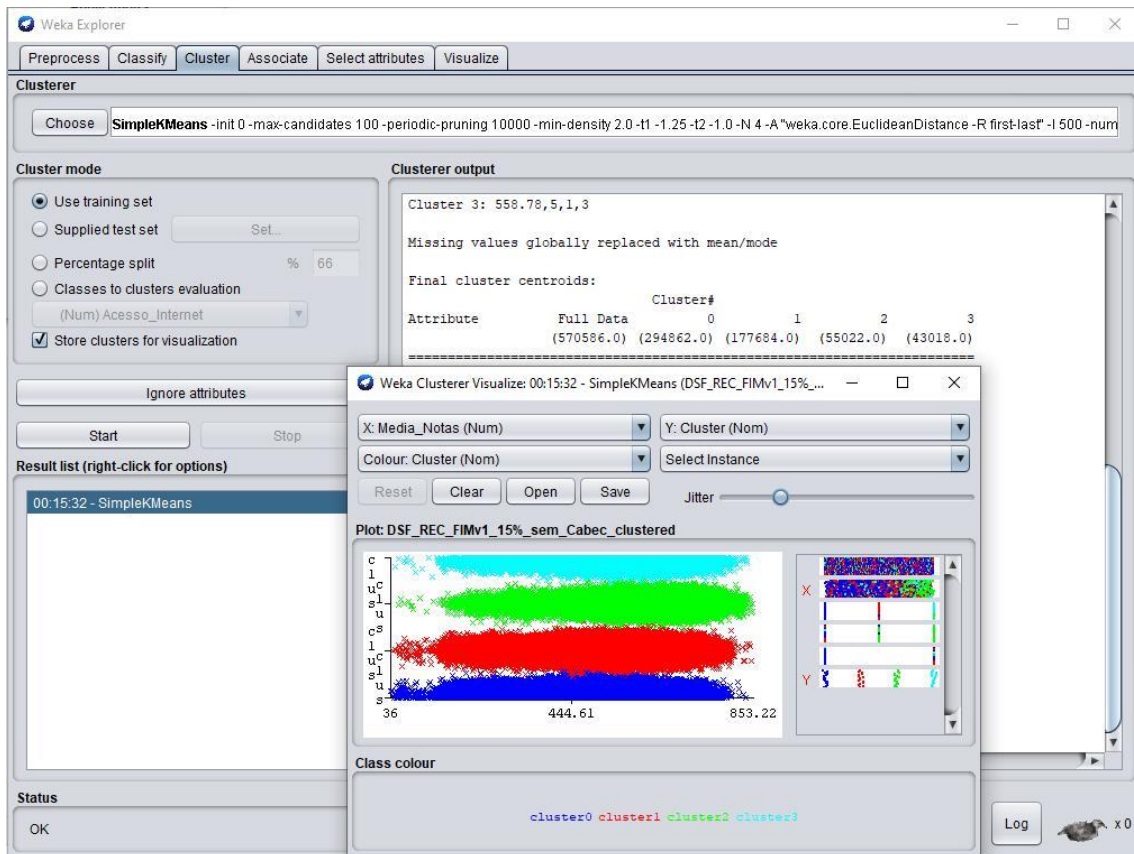 Weka Explorer
Preprocess Classify Cluster Associate Select attributes Visualize
Clusterer
Choose SimpleKMeans -init 0 -max-candidates 100 -periodic-pruning 10000 -min-density 2.0 -t1 -1.25 -t2 -1.0 -N 4 -A "weka.core.EuclideanDistance -R first-last" -I 500 -num
Cluster mode
Use training set
Supplied test set Set...
Percentage split % 66
Classes to clusters evaluation
(Num) Acesso_Internet
Store clusters for visualization
Ignore attributes
Start Stop
Result list (right-click for options)
00:15:32 - SimpleKMeans
Clusterer output
Cluster 3: 558.78,5,1,3
Missing values globally replaced with mean/mode
Final cluster centroids:
Cluster#
Attribute Full Data 0 1 2 3
(570586.0) (294862.0) (177684.0) (55022.0) (43018.0)
=========================================================================
Weka Clusterer Visualize: 00:15:32 - SimpleKMeans (DSF_REC_FIMv1_15%_...
X: Media_Notas (Num) Y: Cluster (Nom)
Colour: Cluster (Nom) Select Instance
Reset Clear Open Save Jitter
Plot: DSF_REC_FIMv1_15%_sem_Cabec_clustered
36 444.61 853.22
X
Y
Class colour
cluster0 cluster1 cluster2 cluster3
Status
OK
Log x 0